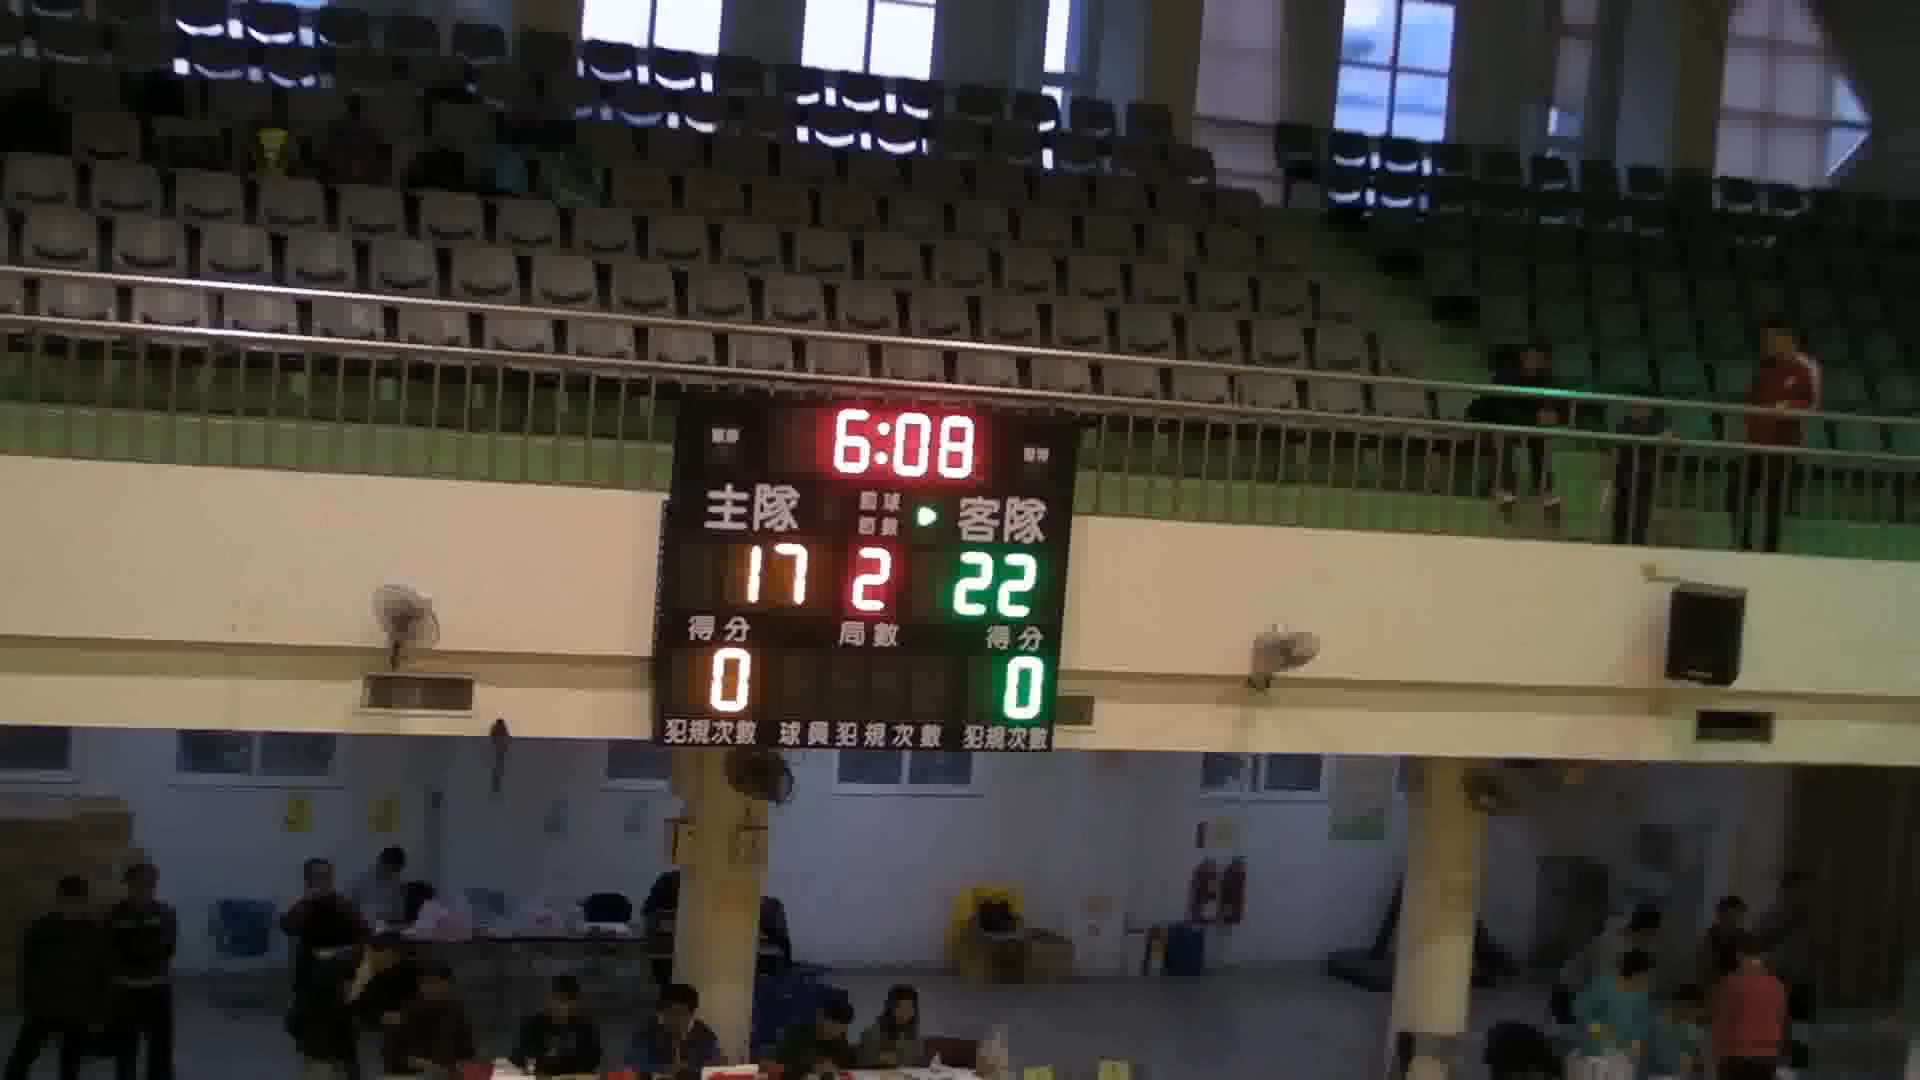 6:08
主隊 客隊
17 2 22
得分 局數 得分
0 0
犯規次數 球員犯規次數 犯規次數